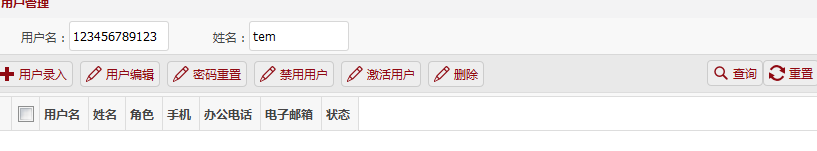 用户管理
用户名：123456789123 姓名：tem
用户录入 用户编辑 密码重置 禁用用户 激活用户 删除 查询 重置
用户名 姓名 角色 手机 办公电话 电子邮箱 状态